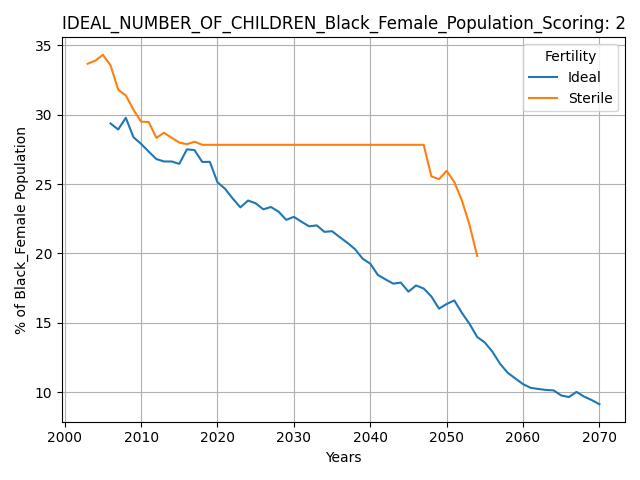 IDEAL_NUMBER_OF_CHILDREN_Black_Female_Population_Scoring: 2
Fertility
Ideal
Sterile
% of Black_Female Population
35
30
25
20
15
10
2000 2010 2020 2030 2040 2050 2060 2070
Years